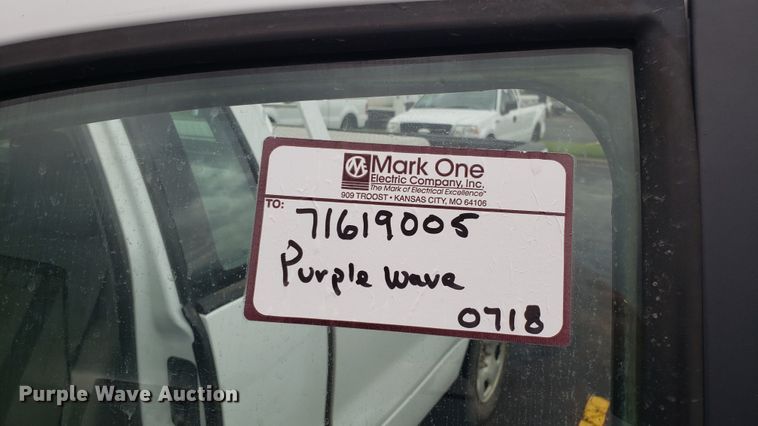 Mark One
Electric Company, Inc.
The Mark of Electrical Excellence
909 TROOST • KANSAS CITY, MO 64106
TO: 71619005
Purple Wave
0718
Purple Wave Auction